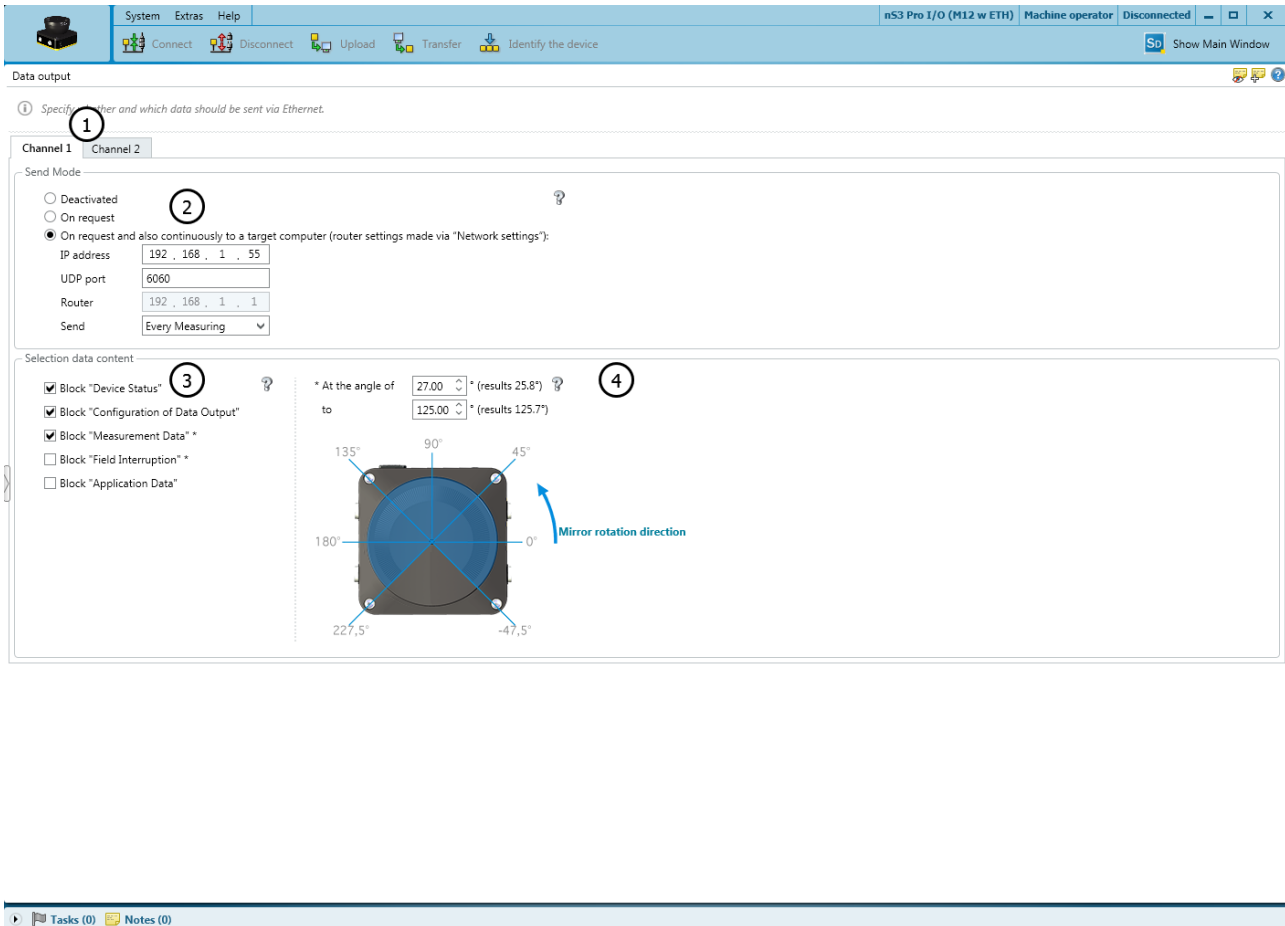 System Extras Help nS3 Pro I/O (M12 w ETH) Machine operator Disconnected
Connect Disconnect Upload Transfer Identify the device SD Show Main Window
Data output
Specify whether and which data should be sent via Ethernet.
1
Channel 1 Channel 2
Send Mode
Deactivated
2
On request
On request and also continuously to a target computer (router settings made via "Network settings"):
IP address 192 . 168 . 1 . 55
UDP port 6060
Router 192 . 168 . 1 . 1
Send Every Measuring
Selection data content
3
4
Block "Device Status" * At the angle of 27.00 ° (results 25.8°)
Block "Configuration of Data Output" to 125.00 ° (results 125.7°)
Block "Measurement Data" *
Block "Field Interruption" *
Block "Application Data"
90°
135° 45°
Mirror rotation direction
180° 0°
227,5° -47,5°
Tasks (0) Notes (0)